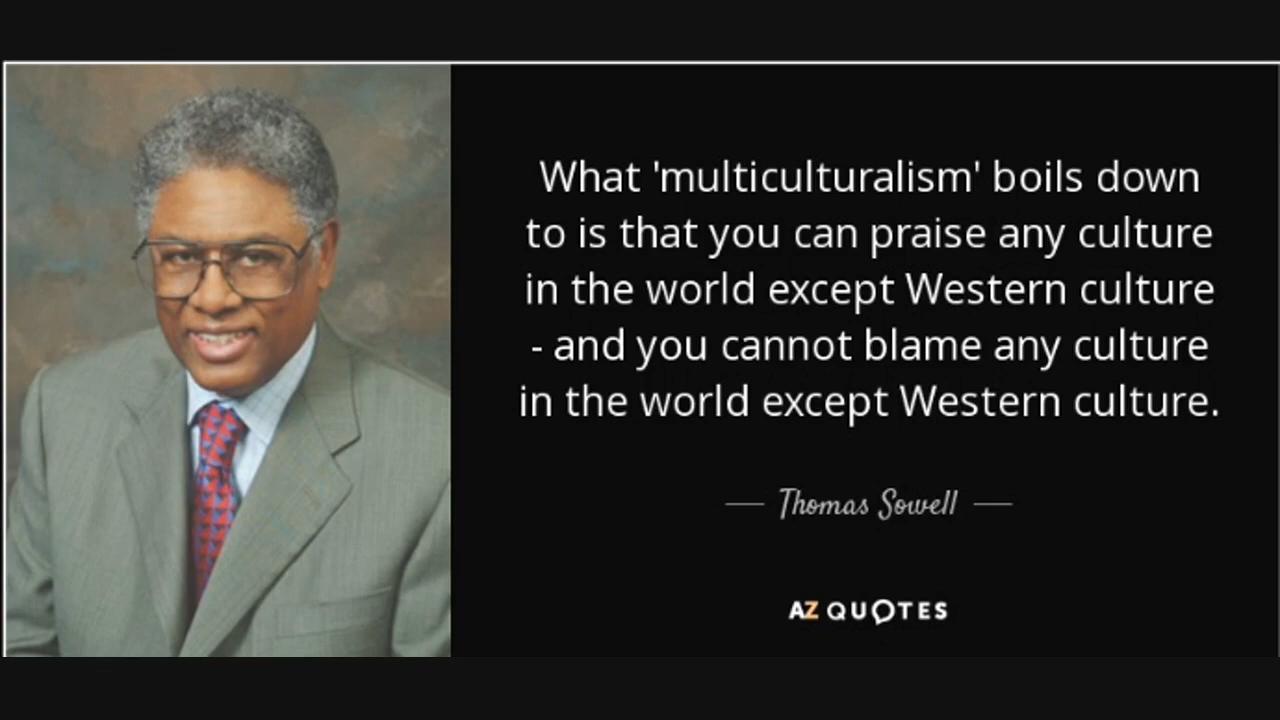 What 'multiculturalism' boils down
to is that you can praise any culture
in the world except Western culture
- and you cannot blame any culture
in the world except Western culture.
Thomas Sowell
AZ QUOTES